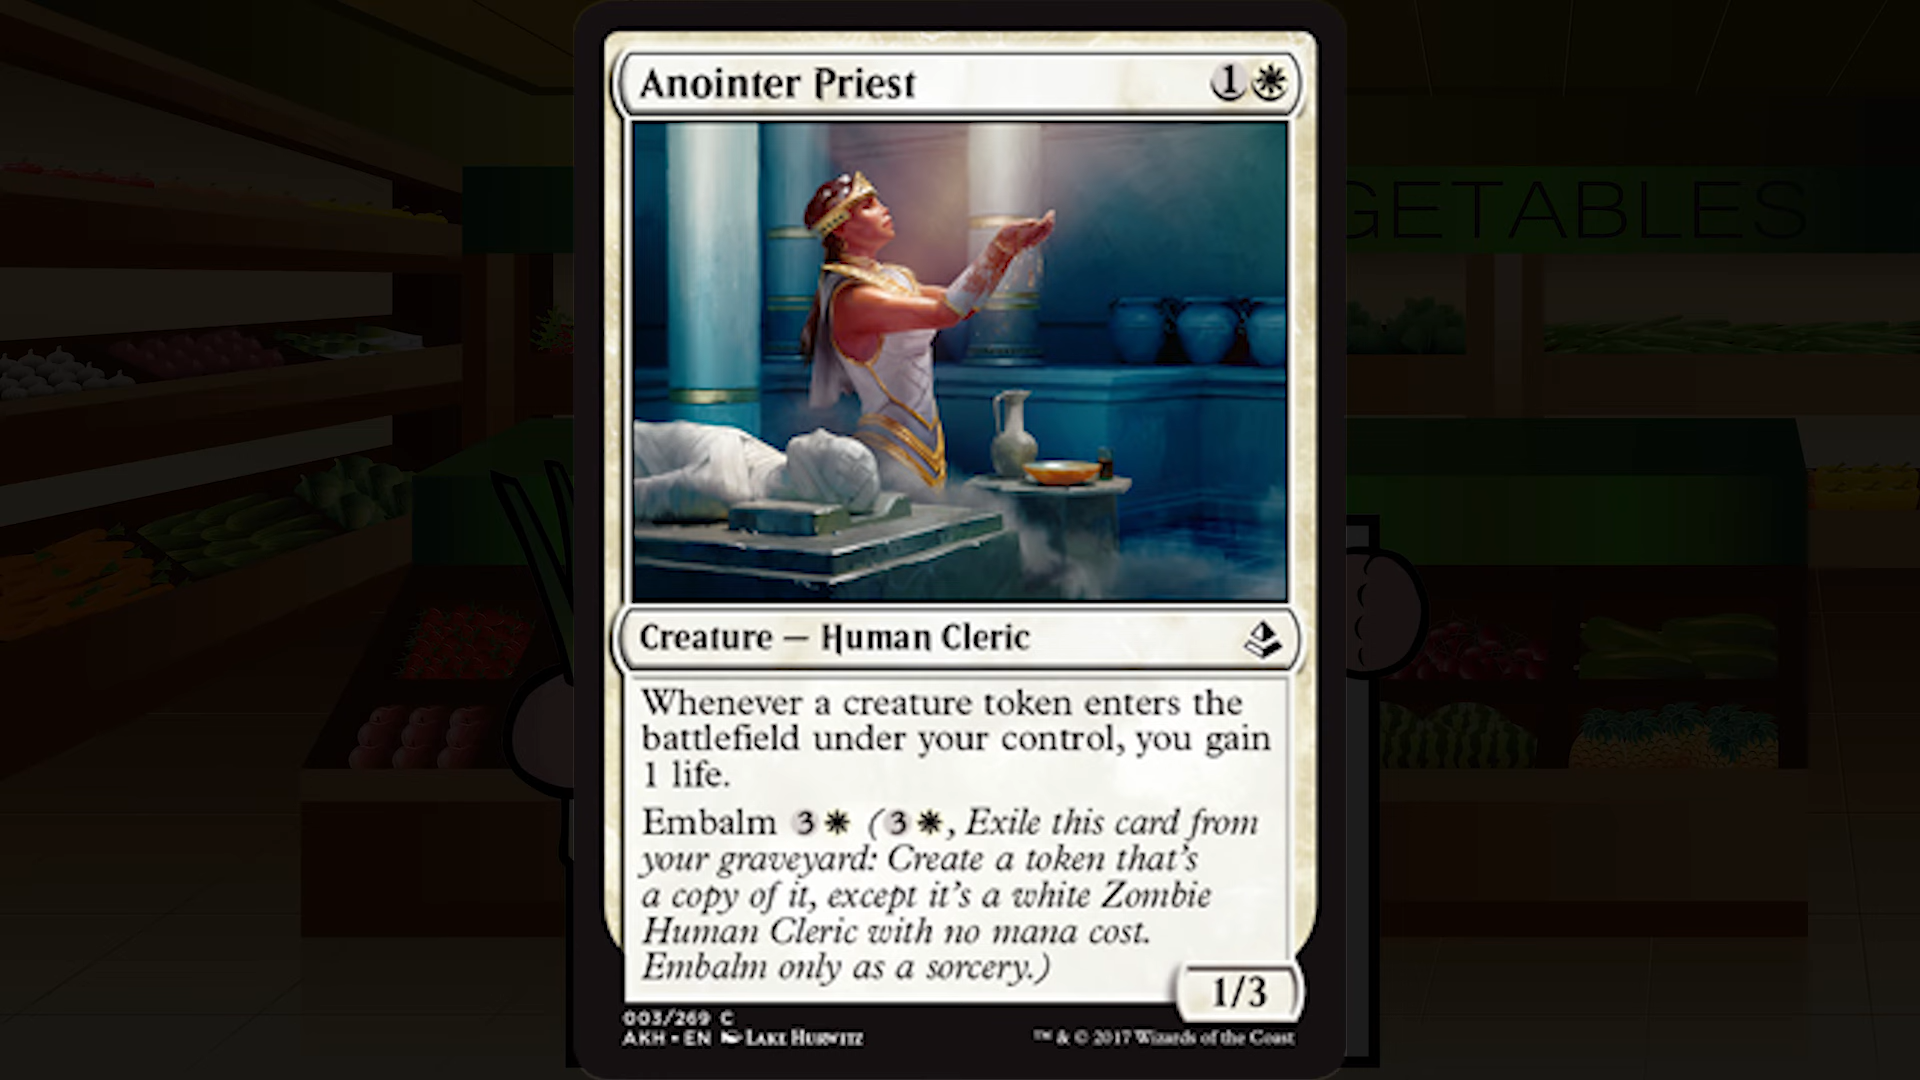 Anointer Priest 1
GETABLES
Creature — Human Cleric
Whenever a creature token enters the
battlefield under your control, you gain
1 life.
Embalm 3 (3, Exile this card from
your graveyard: Create a token that's
a copy of it, except it's a white Zombie
Human Cleric with no mana cost.
Embalm only as a sorcery.)
1/3
003/269 C
AKH • EN Lake Hurwitz
™ & © 2017 Wizards of the Coast